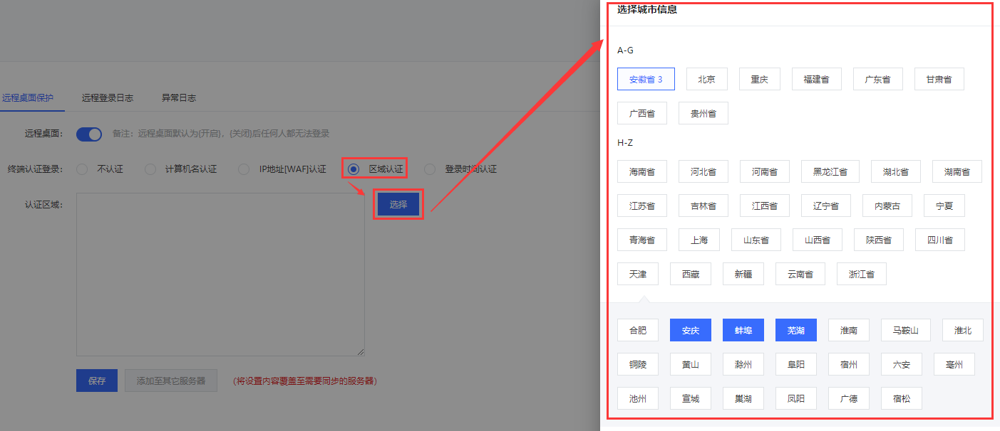 远程桌面保护 远程登录日志 异常日志
远程桌面: 备注：远程桌面默认为(开启)，(关闭)后任何人都无法登录
终端认证登录: 不认证 计算机名认证 IP地址[WAF]认证 区域认证 登录时间认证
认证区域: 选择
保存 添加至其它服务器 (将设置内容覆盖至需要同步的服务器)
选择城市信息
A-G
安徽省 3 北京 重庆 福建省 广东省 甘肃省
广西省 贵州省
H-Z
海南省 河北省 河南省 黑龙江省 湖北省 湖南省
江苏省 吉林省 江西省 辽宁省 内蒙古 宁夏
青海省 上海 山东省 山西省 陕西省 四川省
天津 西藏 新疆 云南省 浙江省
合肥 安庆 蚌埠 芜湖 淮南 马鞍山 淮北
铜陵 黄山 滁州 阜阳 宿州 六安 亳州
池州 宣城 巢湖 凤阳 广德 宿松